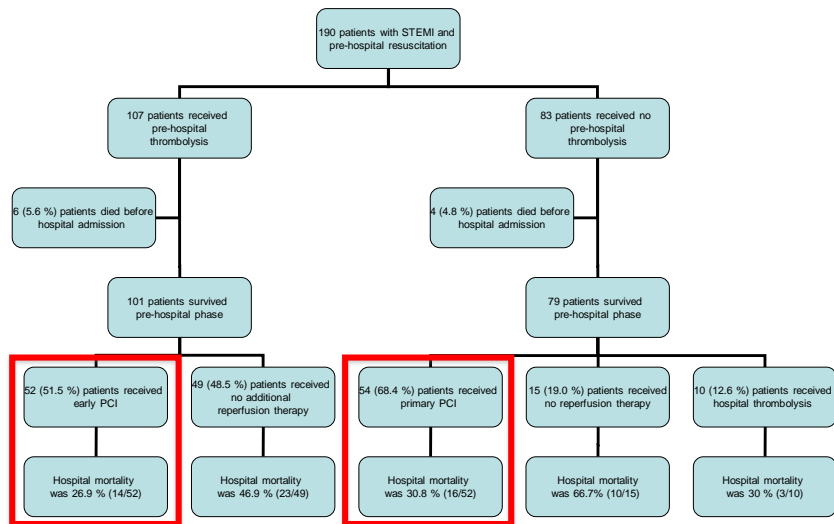 190 patients with STEMI and
pre-hospital resuscitation
107 patients received
pre-hospital
thrombolysis
83 patients received no
pre-hospital
thrombolysis
6 (5.6 %) patients died before
hospital admission
4 (4.8 %) patients died before
hospital admission
101 patients survived
pre-hospital phase
79 patients survived
pre-hospital phase
52 (51.5 %) patients received
early PCI
49 (48.5 %) patients received
no additional
reperfusion therapy
54 (68.4 %) patients received
primary PCI
15 (19.0 %) patients received
no reperfusion therapy
10 (12.6 %) patients received
hospital thrombolysis
Hospital mortality
was 26.9 % (14/52)
Hospital mortality
was 46.9 % (23/49)
Hospital mortality
was 30.8 % (16/52)
Hospital mortality
was 66.7% (10/15)
Hospital mortality
was 30 % (3/10)